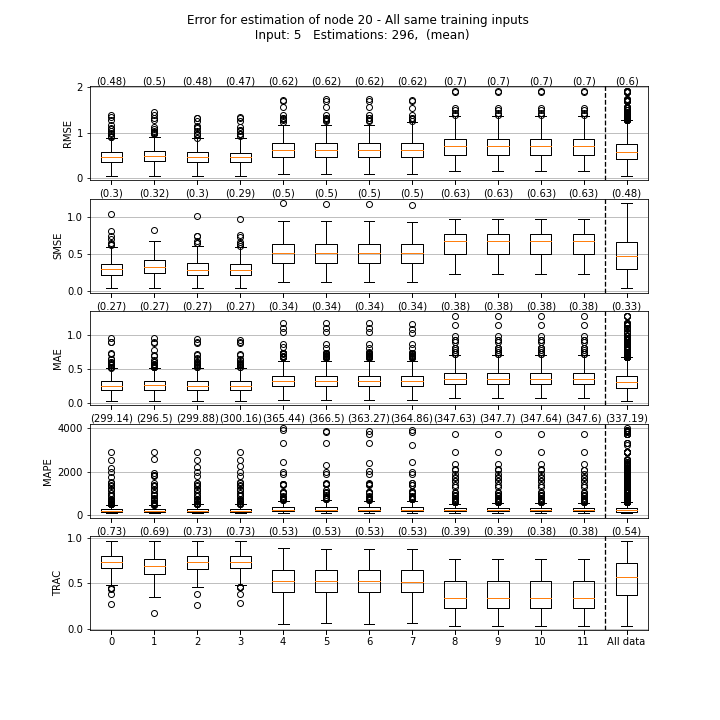 Error for estimation of node 20 - All same training inputs
Input: 5   Estimations: 296,  (mean)
(0.48) (0.5) (0.48) (0.47) (0.62) (0.62) (0.62) (0.62) (0.7) (0.7) (0.7) (0.7) (0.6)
RMSE
2
1
0
(0.3) (0.32) (0.3) (0.29) (0.5) (0.5) (0.5) (0.5) (0.63) (0.63) (0.63) (0.63) (0.48)
SMSE
1.0
0.5
0.0
(0.27) (0.27) (0.27) (0.27) (0.34) (0.34) (0.34) (0.34) (0.38) (0.38) (0.38) (0.38) (0.33)
MAE
1.0
0.5
0.0
(299.14) (296.5) (299.88) (300.16) (365.44) (366.5) (363.27) (364.86) (347.63) (347.7) (347.64) (347.6) (337.19)
MAPE
4000
2000
0
(0.73) (0.69) (0.73) (0.73) (0.53) (0.53) (0.53) (0.53) (0.39) (0.39) (0.38) (0.38) (0.54)
TRAC
1.0
0.5
0.0
0 1 2 3 4 5 6 7 8 9 10 11 All data